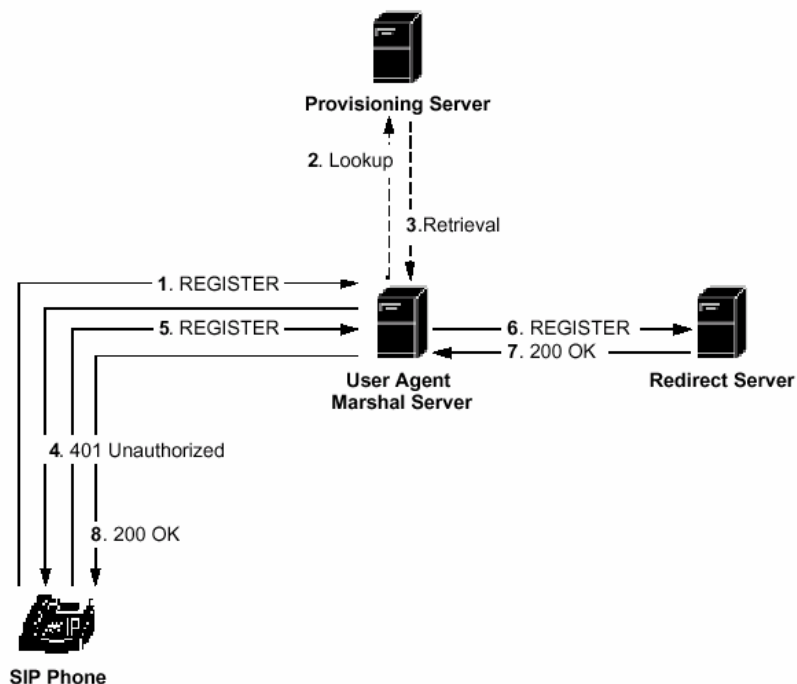 Provisioning Server
2. Lookup
3.Retrieval
1. REGISTER
5. REGISTER
6. REGISTER
7. 200 OK
User Agent
Marshal Server
Redirect Server
4. 401 Unauthorized
8. 200 OK
IP
SIP Phone